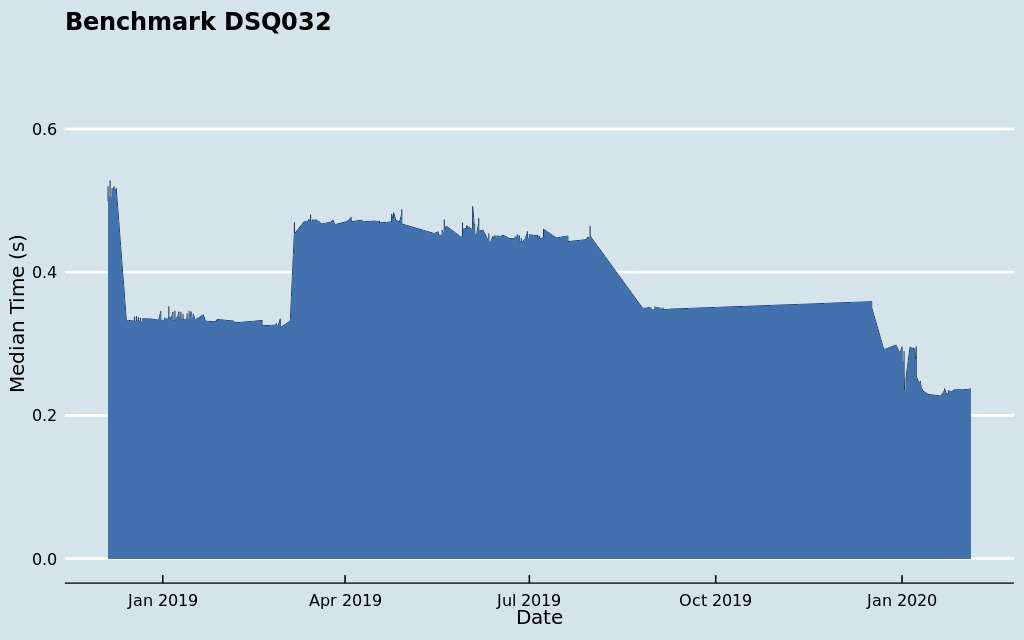 Benchmark DSQ032
Median Time (s)
0.6
0.4
0.2
0.0
Jan 2019
Apr 2019
Jul 2019
Oct 2019
Jan 2020
Date